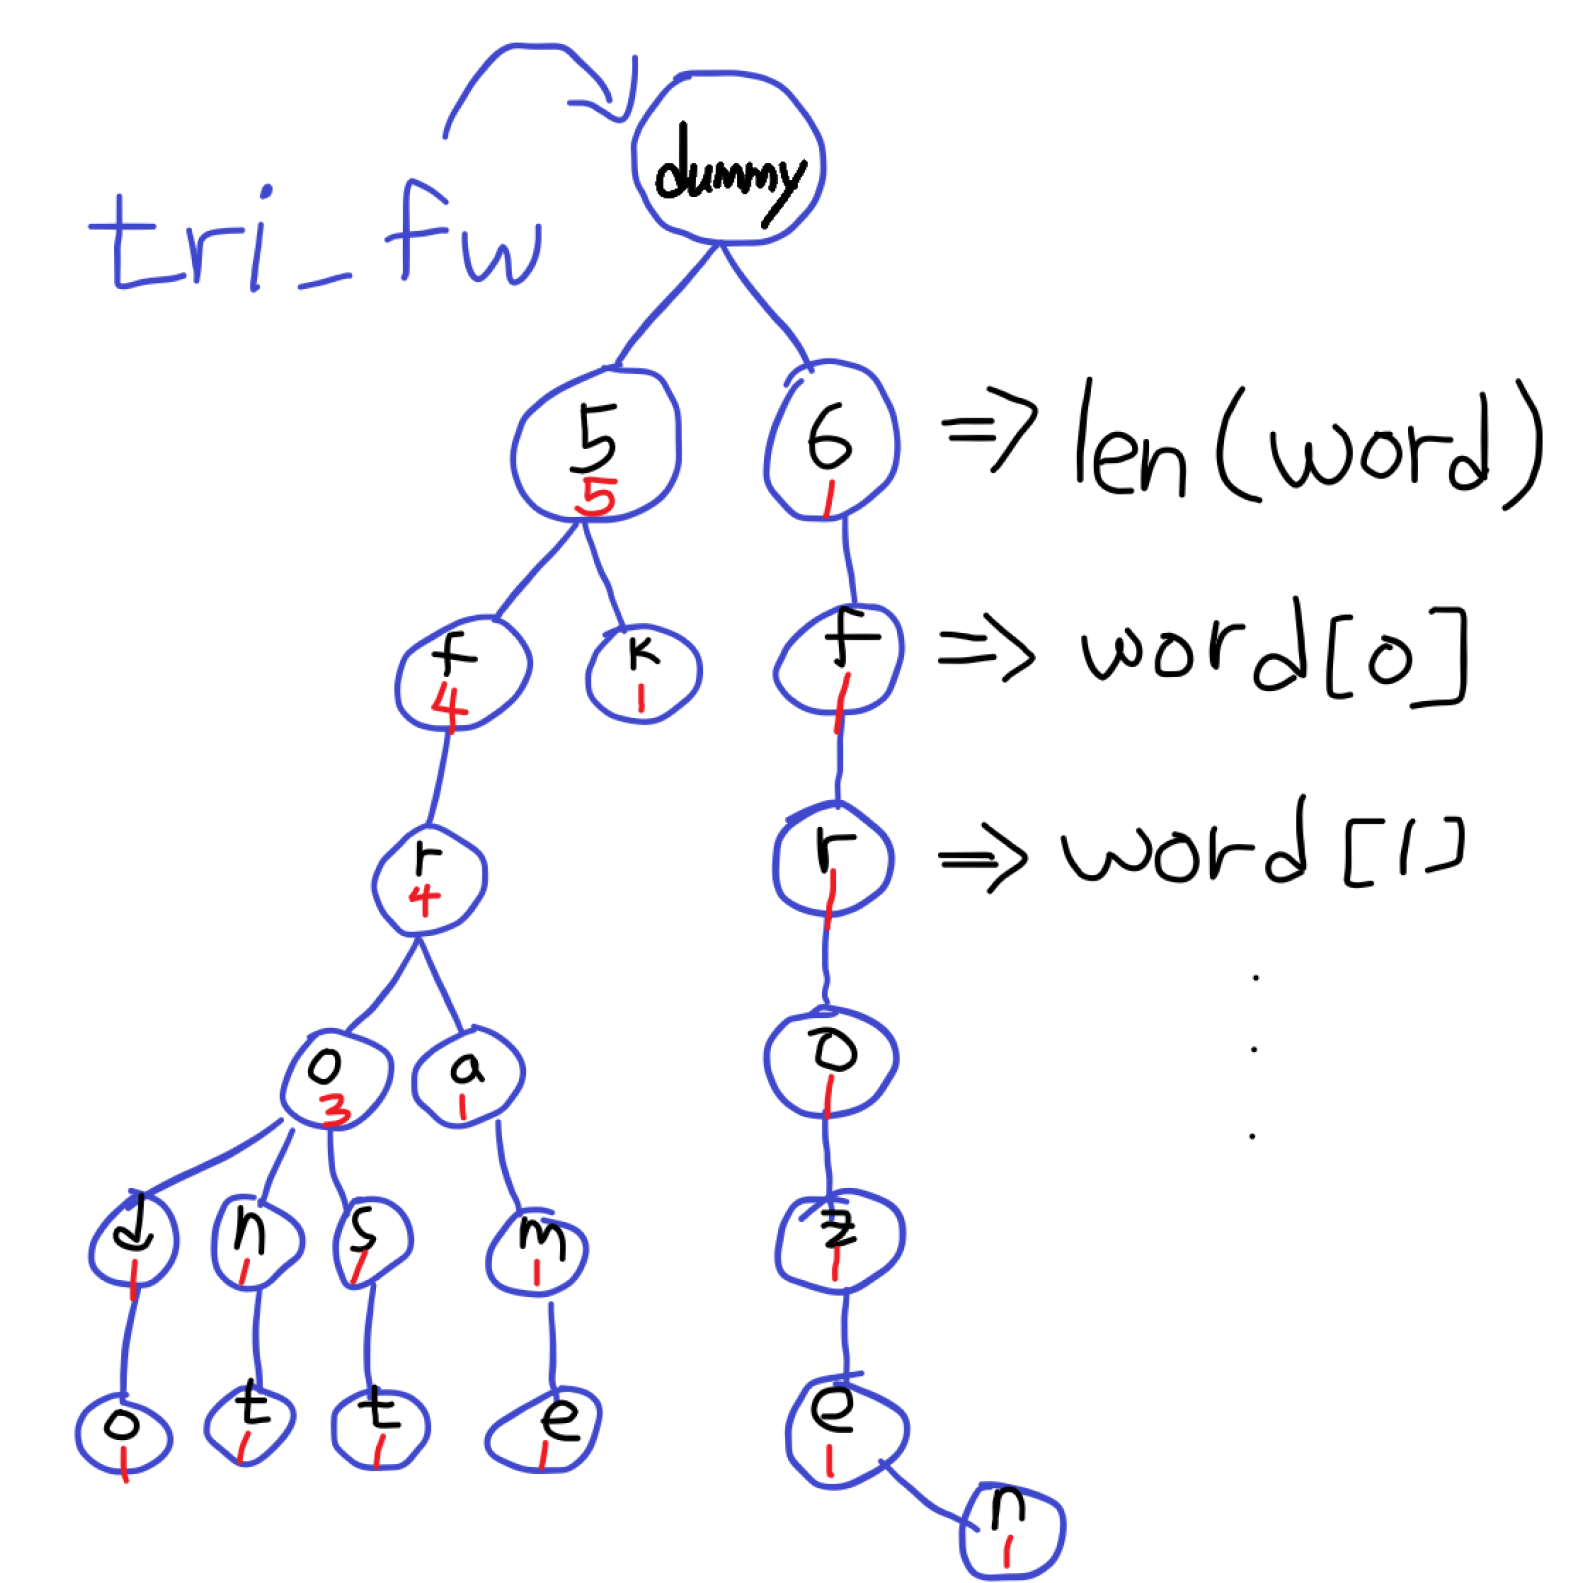 dummy
tri_fw
5 6 => len(word)
5 1
f k f => word[0]
4 1 1
r r => word[1]
4 1
o a o
3 1 1
d n s m z
1 1 1 1 1
o t t e e
1 1 1 1 1
n
1